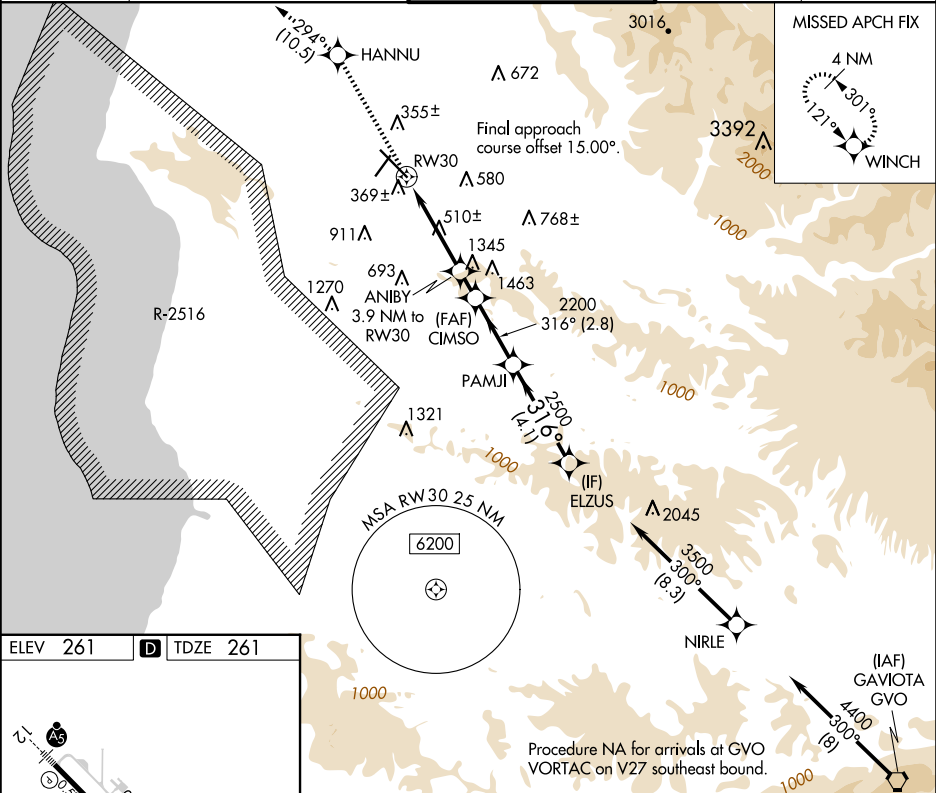 294°
(10.5)
HANNU
3016
672
355±
Final approach
course offset 15.00°.
3392
2000
MISSED APCH FIX
4 NM
301°
121°
WINCH
RW30
369±
580
510±
768±
1000
911
693
1345
1463
1270
ANIBY
3.9 NM to
RW30
(FAF)
CIMSO
2200
316° (2.8)
R-2516
PAMJI
1000
2500
316°
(4.1)
1321
1000
(IF)
ELZUS
2045
MSA RW30 25 NM
6200
3500
300°
(8.3)
NIRLE
ELEV 261
D
TDZE 261
1000
(IAF)
GAVIOTA
GVO
4400
300°
(8)
Procedure NA for arrivals at GVO
VORTAC on V27 southeast bound.
1000
12
A5
P